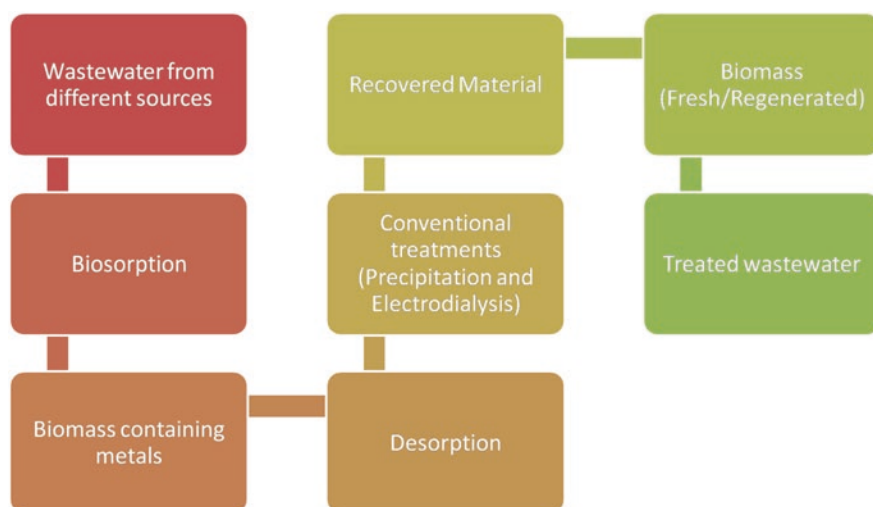 Wastewater from
different sources
Biosorption
Biomass containing
metals
Desorption
Conventional
treatments
(Precipitation and
Electrodialysis)
Recovered Material
Biomass
(Fresh/Regenerated)
Treated wastewater